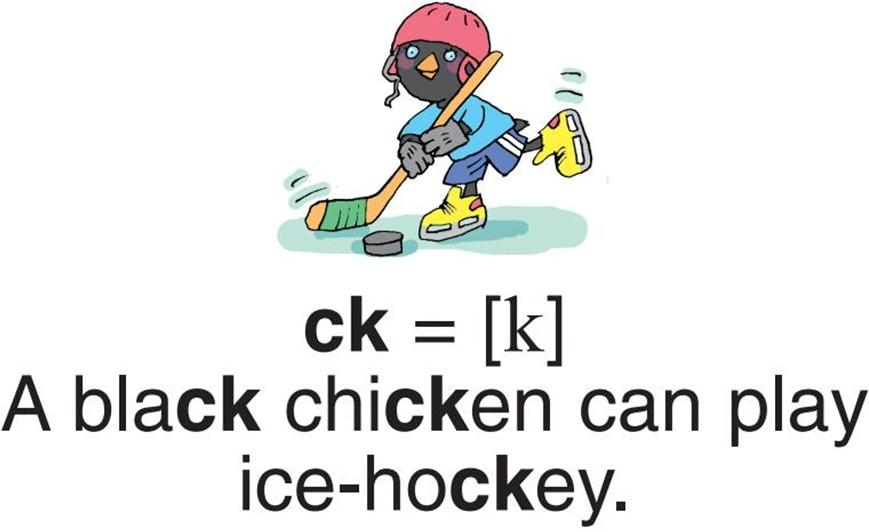 ck = [k]
A black chicken can play
ice-hockey.